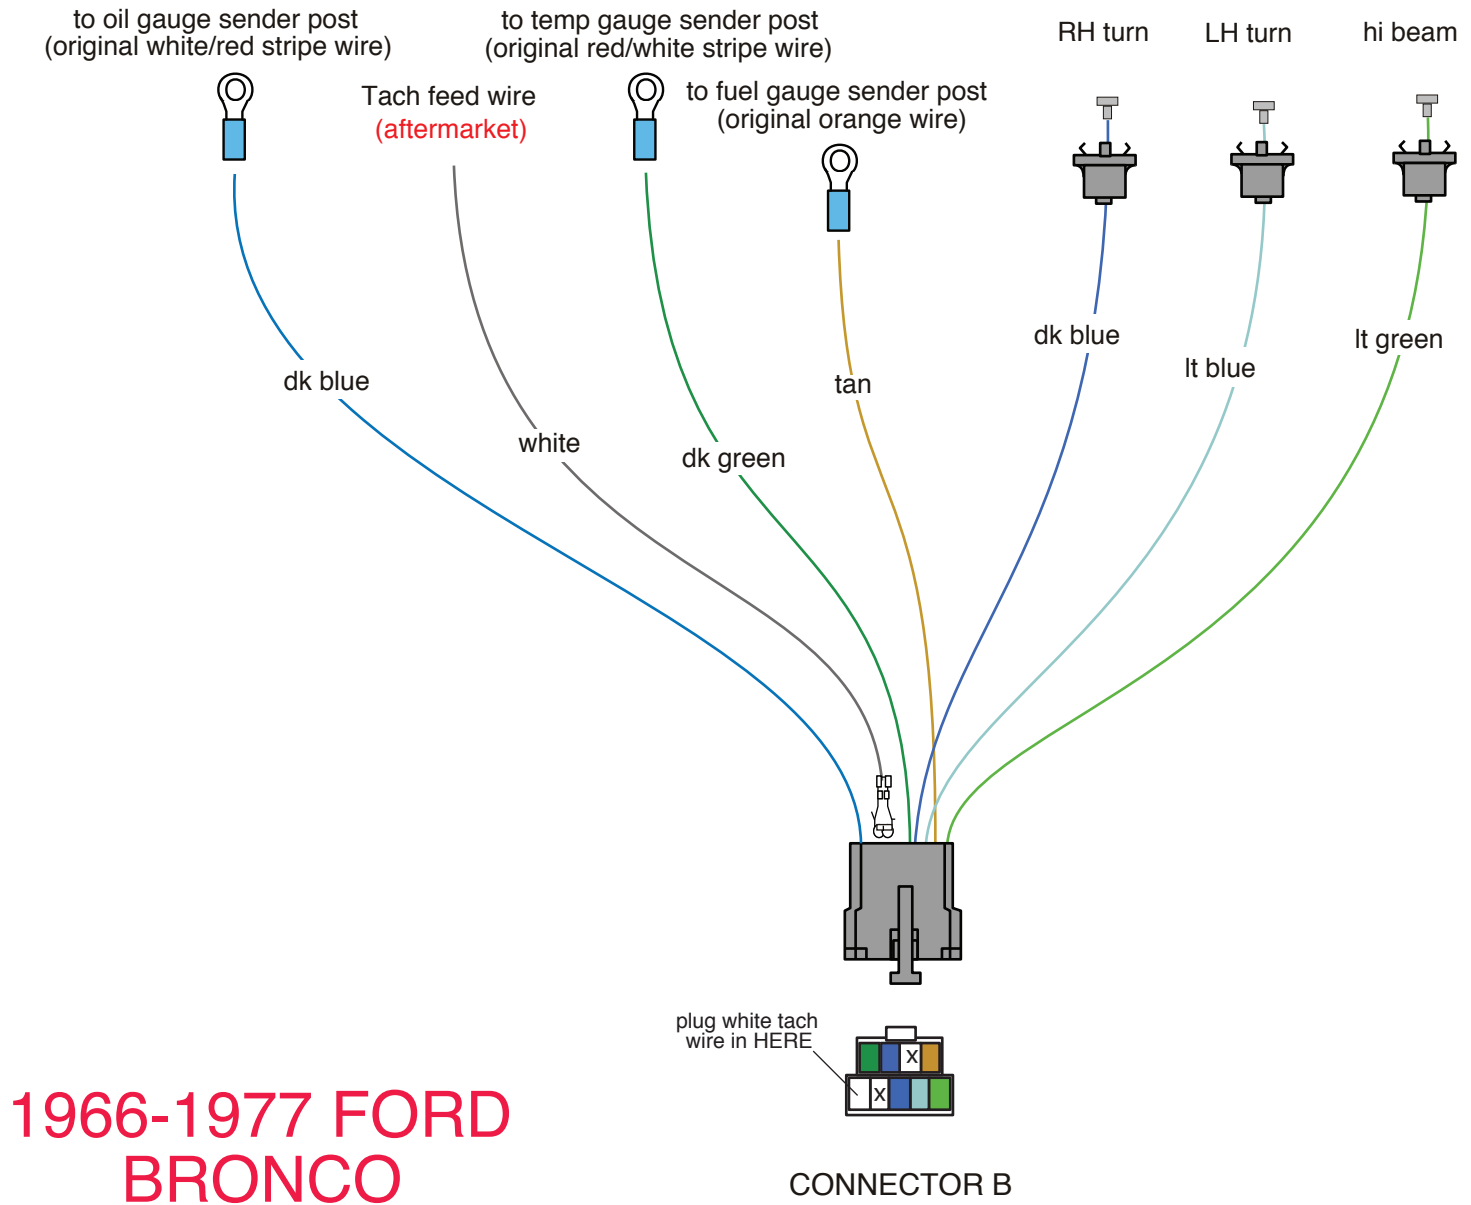 to oil gauge sender post
(original white/red stripe wire)
Tach feed wire
(aftermarket)
to temp gauge sender post
(original red/white stripe wire)
to fuel gauge sender post
(original orange wire)
RH turn
LH turn
hi beam
dk blue
white
dk green
tan
dk blue
lt blue
lt green
plug white tach
wire in HERE
x
x
1966-1977 FORD
BRONCO
CONNECTOR B